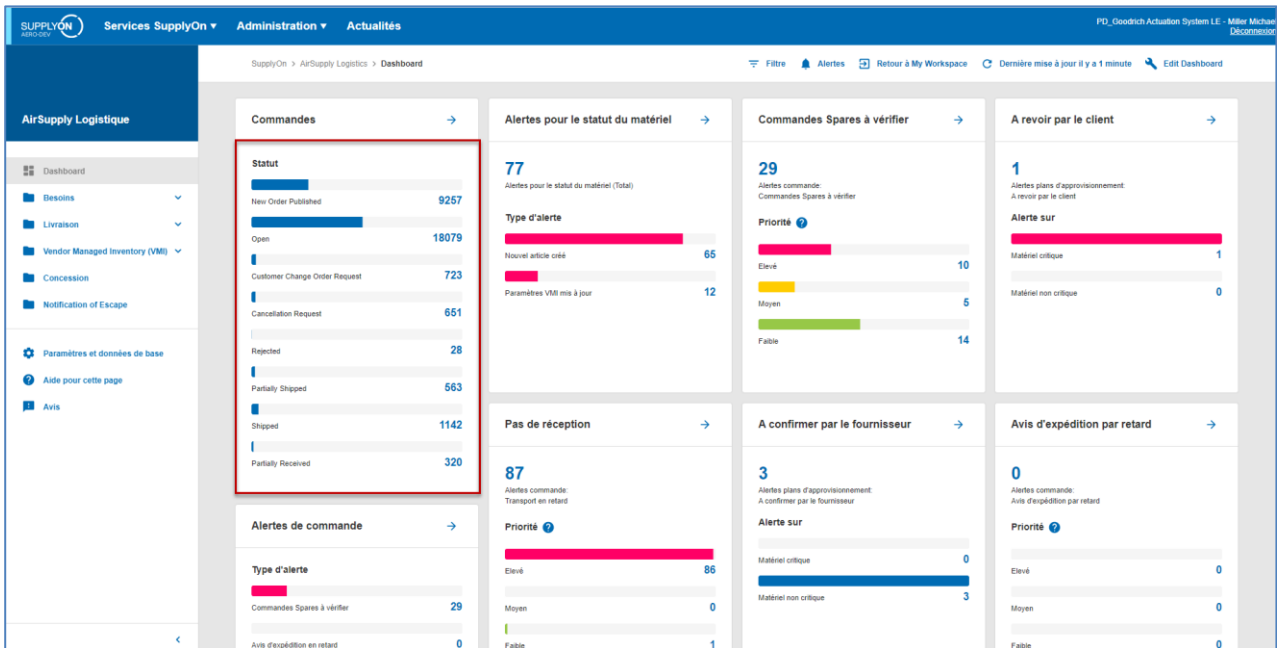 SUPPLYON
AERO-DEV
Services SupplyOn ▾ Administration ▾ Actualités
PD_Goodrich Actuation System LE - Miller Michael
Déconnexion
SupplyOn > AirSupply Logistics > Dashboard
Filtre Alertes Retour à My Workspace Dernière mise à jour il y a 1 minute Edit Dashboard
AirSupply Logistique
Dashboard
Besoins
Livraison
Vendor Managed Inventory (VMI)
Concession
Notification of Escape
Paramètres et données de base
Aide pour cette page
Avis
Commandes
Statut
New Order Published 9257
Open 18079
Customer Change Order Request 723
Cancellation Request 651
Rejected 28
Partially Shipped 563
Shipped 1142
Partially Received 320
Alertes de commande
Type d'alerte
Commandes Spares à vérifier 29
Avis d'expédition en retard 0
Alertes pour le statut du matériel
77
Alertes pour le statut du matériel (Total)
Type d'alerte
Nouvel article créé 65
Paramètres VMI mis à jour 12
Pas de réception
87
Alertes commande:
Transport en retard
Priorité
Elevé 86
Moyen 0
Faible 1
Commandes Spares à vérifier
29
Alertes commande:
Commandes Spares à vérifier
Priorité
Elevé 10
Moyen 5
Faible 14
A confirmer par le fournisseur
3
Alertes plans d'approvisionnement:
A confirmer par le fournisseur
Alerte sur
Matériel critique 0
Matériel non critique 3
A revoir par le client
1
Alertes plans d'approvisionnement:
A revoir par le client
Alerte sur
Matériel critique 1
Matériel non critique 0
Avis d'expédition par retard
0
Alertes commande:
Avis d'expédition par retard
Priorité
Elevé 0
Moyen 0
Faible 0